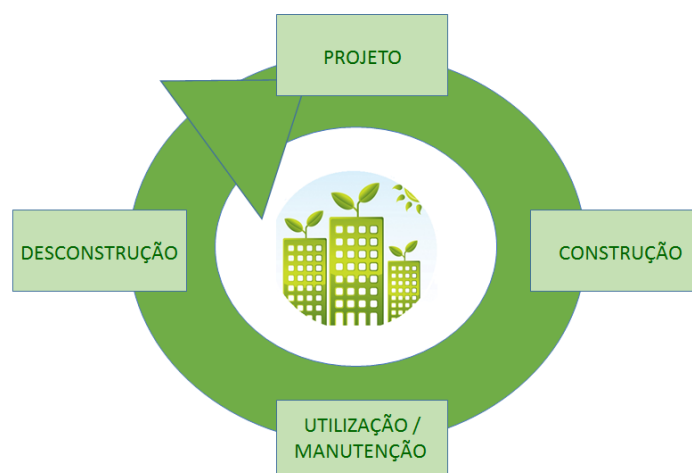 PROJETO
DESCONSTRUÇÃO
CONSTRUÇÃO
UTILIZAÇÃO /
MANUTENÇÃO